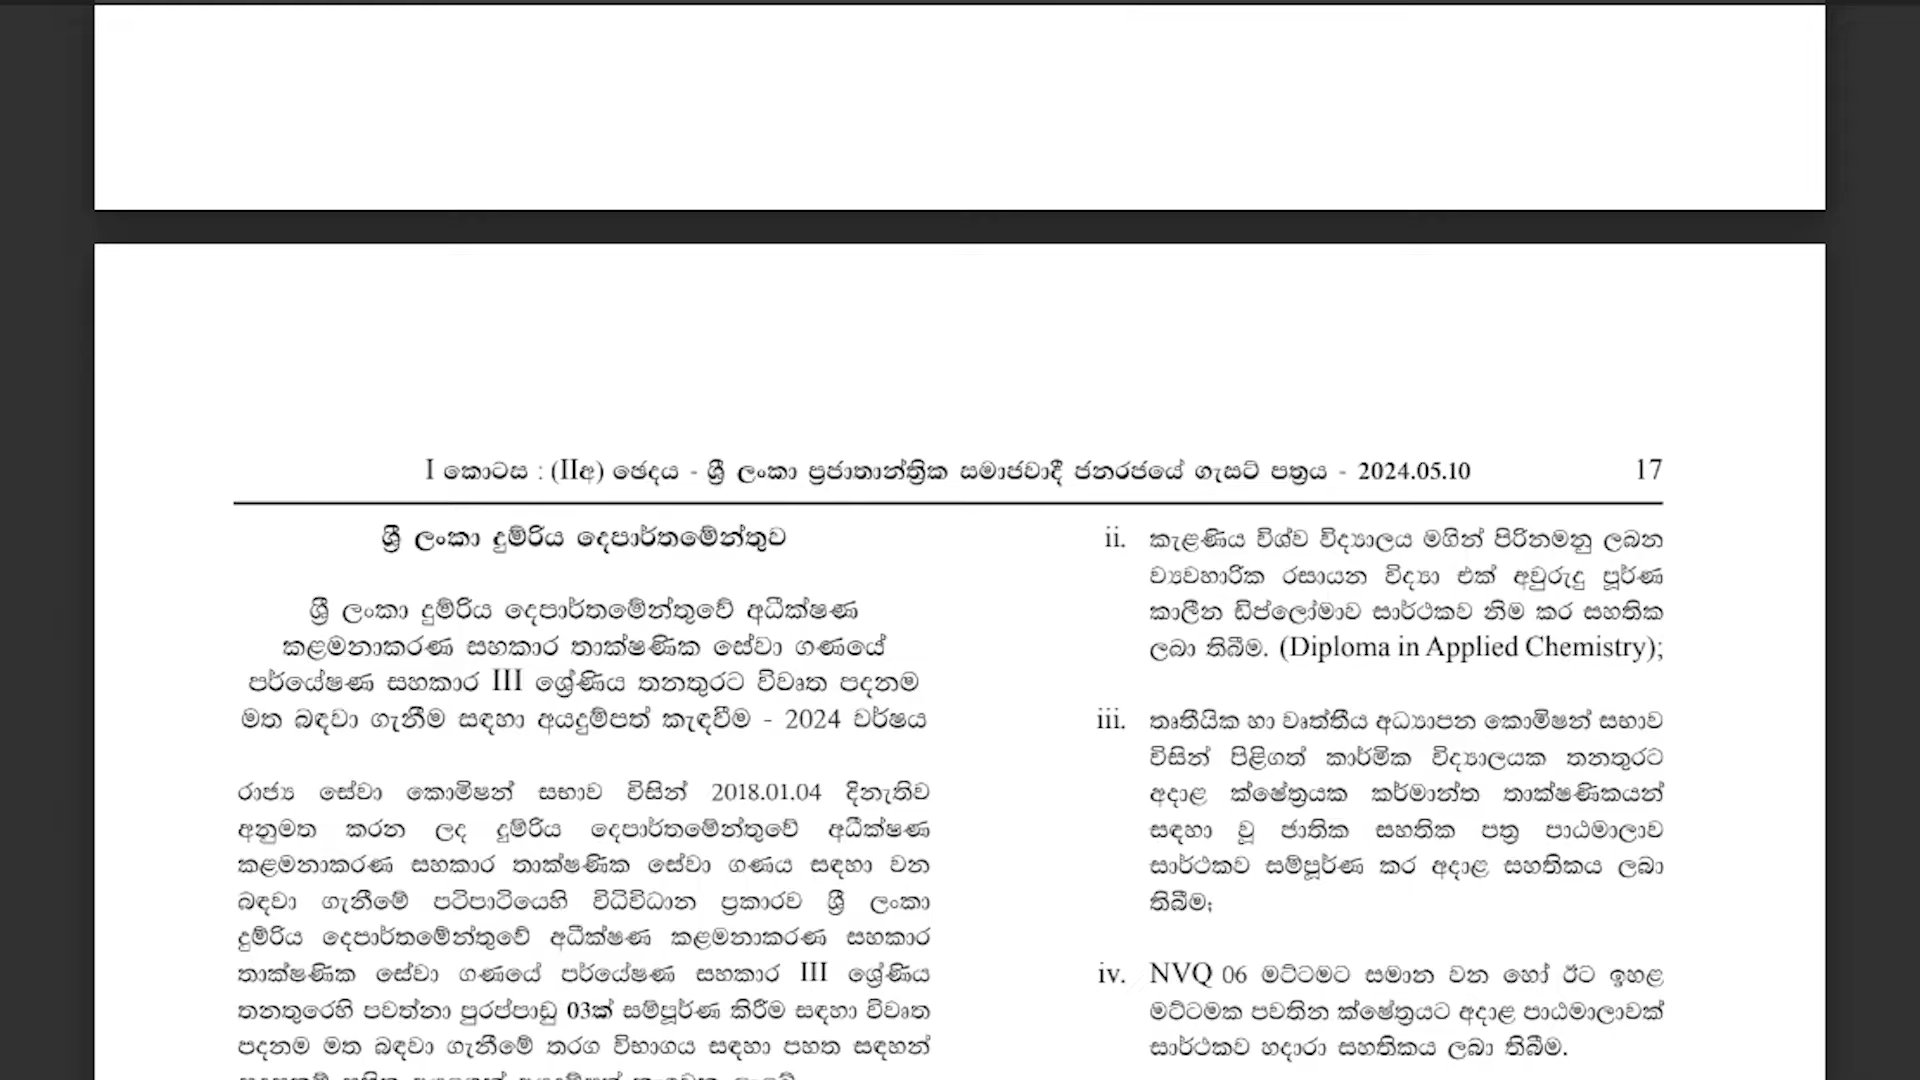 I කොටස : (IIඅ) ඡෙදය - ශ්‍රී ලංකා ප්‍රජාතාන්ත්‍රික සමාජවාදී ජනරජයේ ගැසට් පත්‍රය - 2024.05.10 17
ශ්‍රී ලංකා දුම්රිය දෙපාර්තමේන්තුව
ශ්‍රී ලංකා දුම්රිය දෙපාර්තමේන්තුවේ අධීක්ෂණ
කළමනාකරණ සහකාර තාක්ෂණික සේවා ගණයේ
පර්යේෂණ සහකාර III ශ්‍රේණිය තනතුරට විවෘත පදනම
මත බඳවා ගැනීම සඳහා අයදුම්පත් කැඳවීම - 2024 වර්ෂය
රාජ්‍ය සේවා කොමිෂන් සභාව විසින් 2018.01.04 දිනැතිව
අනුමත කරන ලද දුම්රිය දෙපාර්තමේන්තුවේ අධීක්ෂණ
කළමනාකරණ සහකාර තාක්ෂණික සේවා ගණය සඳහා වන
බඳවා ගැනීමේ පටිපාටියෙහි විධිවිධාන ප්‍රකාරව ශ්‍රී ලංකා
දුම්රිය දෙපාර්තමේන්තුවේ අධීක්ෂණ කළමනාකරණ සහකාර
තාක්ෂණික සේවා ගණයේ පර්යේෂණ සහකාර III ශ්‍රේණිය
තනතුරෙහි පවත්නා පුරප්පාඩු 03ක් සම්පූර්ණ කිරීම සඳහා විවෘත
පදනම මත බඳවා ගැනීමේ තරග විභාගය සඳහා පහත සඳහන්
ii. කැළණිය විශ්ව විද්‍යාලය මගින් පිරිනමනු ලබන
ව්‍යවහාරික රසායන විද්‍යා එක් අවුරුදු පූර්ණ
කාලීන ඩිප්ලෝමාව සාර්ථකව නිම කර සහතික
ලබා තිබීම. (Diploma in Applied Chemistry);
iii. තෘතීයික හා වෘත්තීය අධ්‍යාපන කොමිෂන් සභාව
විසින් පිළිගත් කාර්මික විද්‍යාලයක තනතුරට
අදාළ ක්ෂේත්‍රයක කර්මාන්ත තාක්ෂණිකයන්
සඳහා වූ ජාතික සහතික පත්‍ර පාඨමාලාව
සාර්ථකව සම්පූර්ණ කර අදාළ සහතිකය ලබා
තිබීම;
iv. NVQ 06 මට්ටමට සමාන වන හෝ ඊට ඉහළ
මට්ටමක පවතින ක්ෂේත්‍රයට අදාළ පාඨමාලාවක්
සාර්ථකව හදාරා සහතිකය ලබා තිබීම.